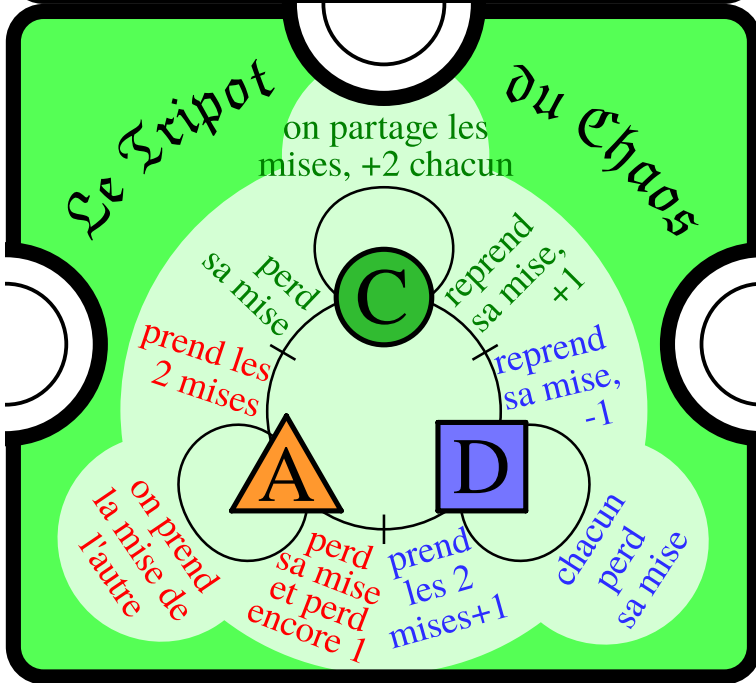 Le Tripot
du Chaos
on partage les
mises, +2 chacun
perd
sa mise
C
reprend
sa mise,
+1
prend les
2 mises
reprend
sa mise,
-1
A
D
on prend
la mise de
l'autre
perd
sa mise
et perd
encore 1
prend
les 2
mises+1
chacun
perd
sa mise